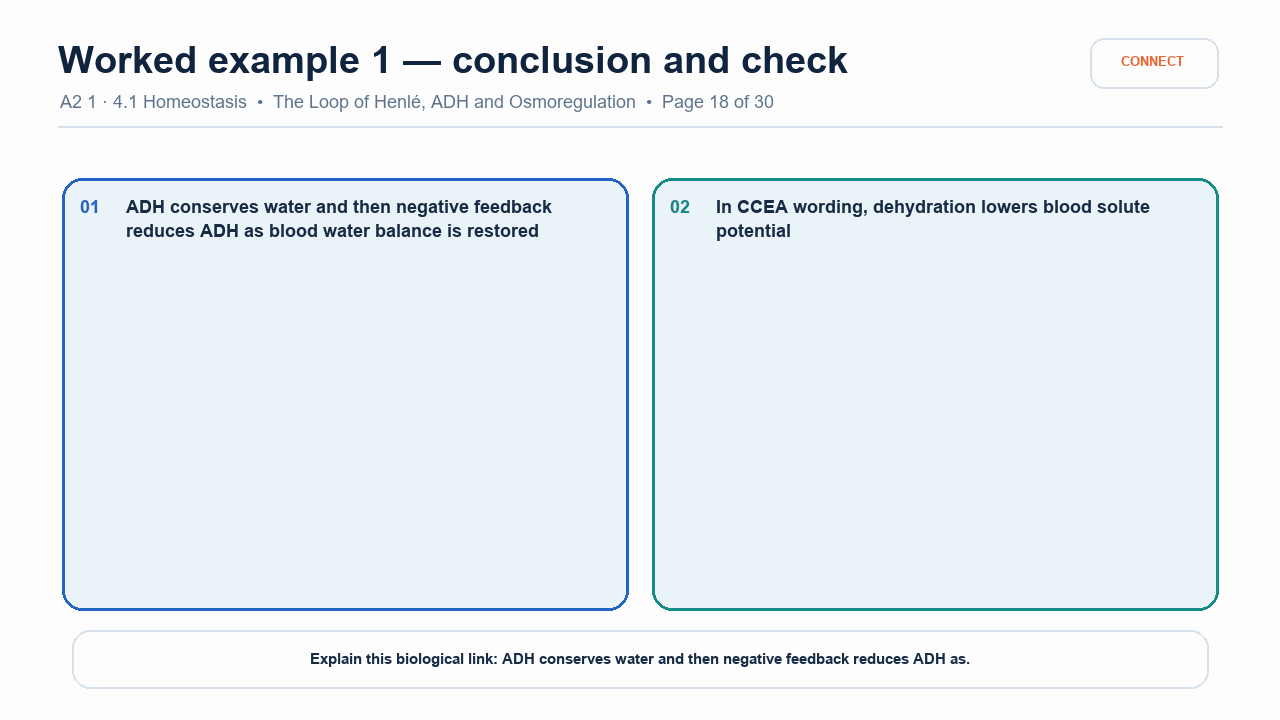 Worked example 1 — conclusion and check
CONNECT
A2 1 · 4.1 Homeostasis • The Loop of Henlé, ADH and Osmoregulation • Page 18 of 30
01 ADH conserves water and then negative feedback
reduces ADH as blood water balance is restored
02 In CCEA wording, dehydration lowers blood solute
potential
Explain this biological link: ADH conserves water and then negative feedback reduces ADH as.